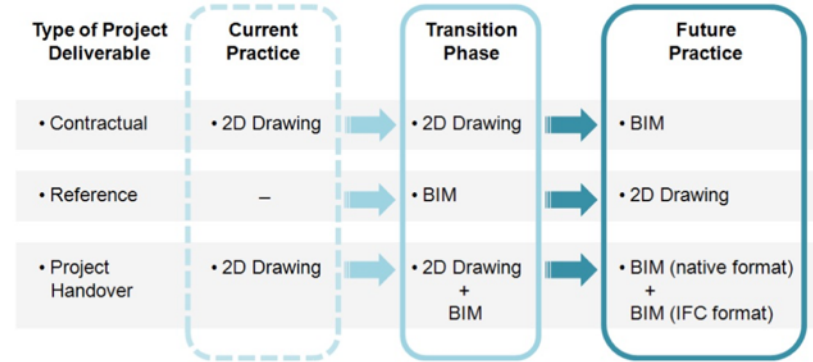 Type of Project Deliverable
Current Practice
Transition Phase
Future Practice
• Contractual
• 2D Drawing
• 2D Drawing
• BIM
• Reference
–
• BIM
• 2D Drawing
• Project Handover
• 2D Drawing
• 2D Drawing
+
BIM
• BIM (native format)
+
BIM (IFC format)